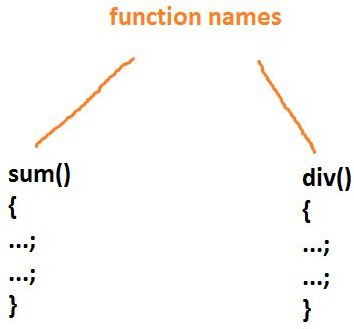 function names
sum()
{
...;
...;
}
div()
{
...;
...;
}